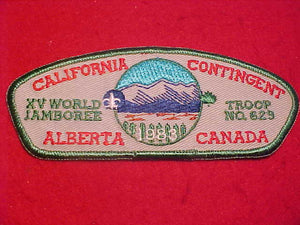 CALIFORNIA CONTINGENT
XV WORLD JAMBOREE
TROOP NO. 629
1983
ALBERTA CANADA